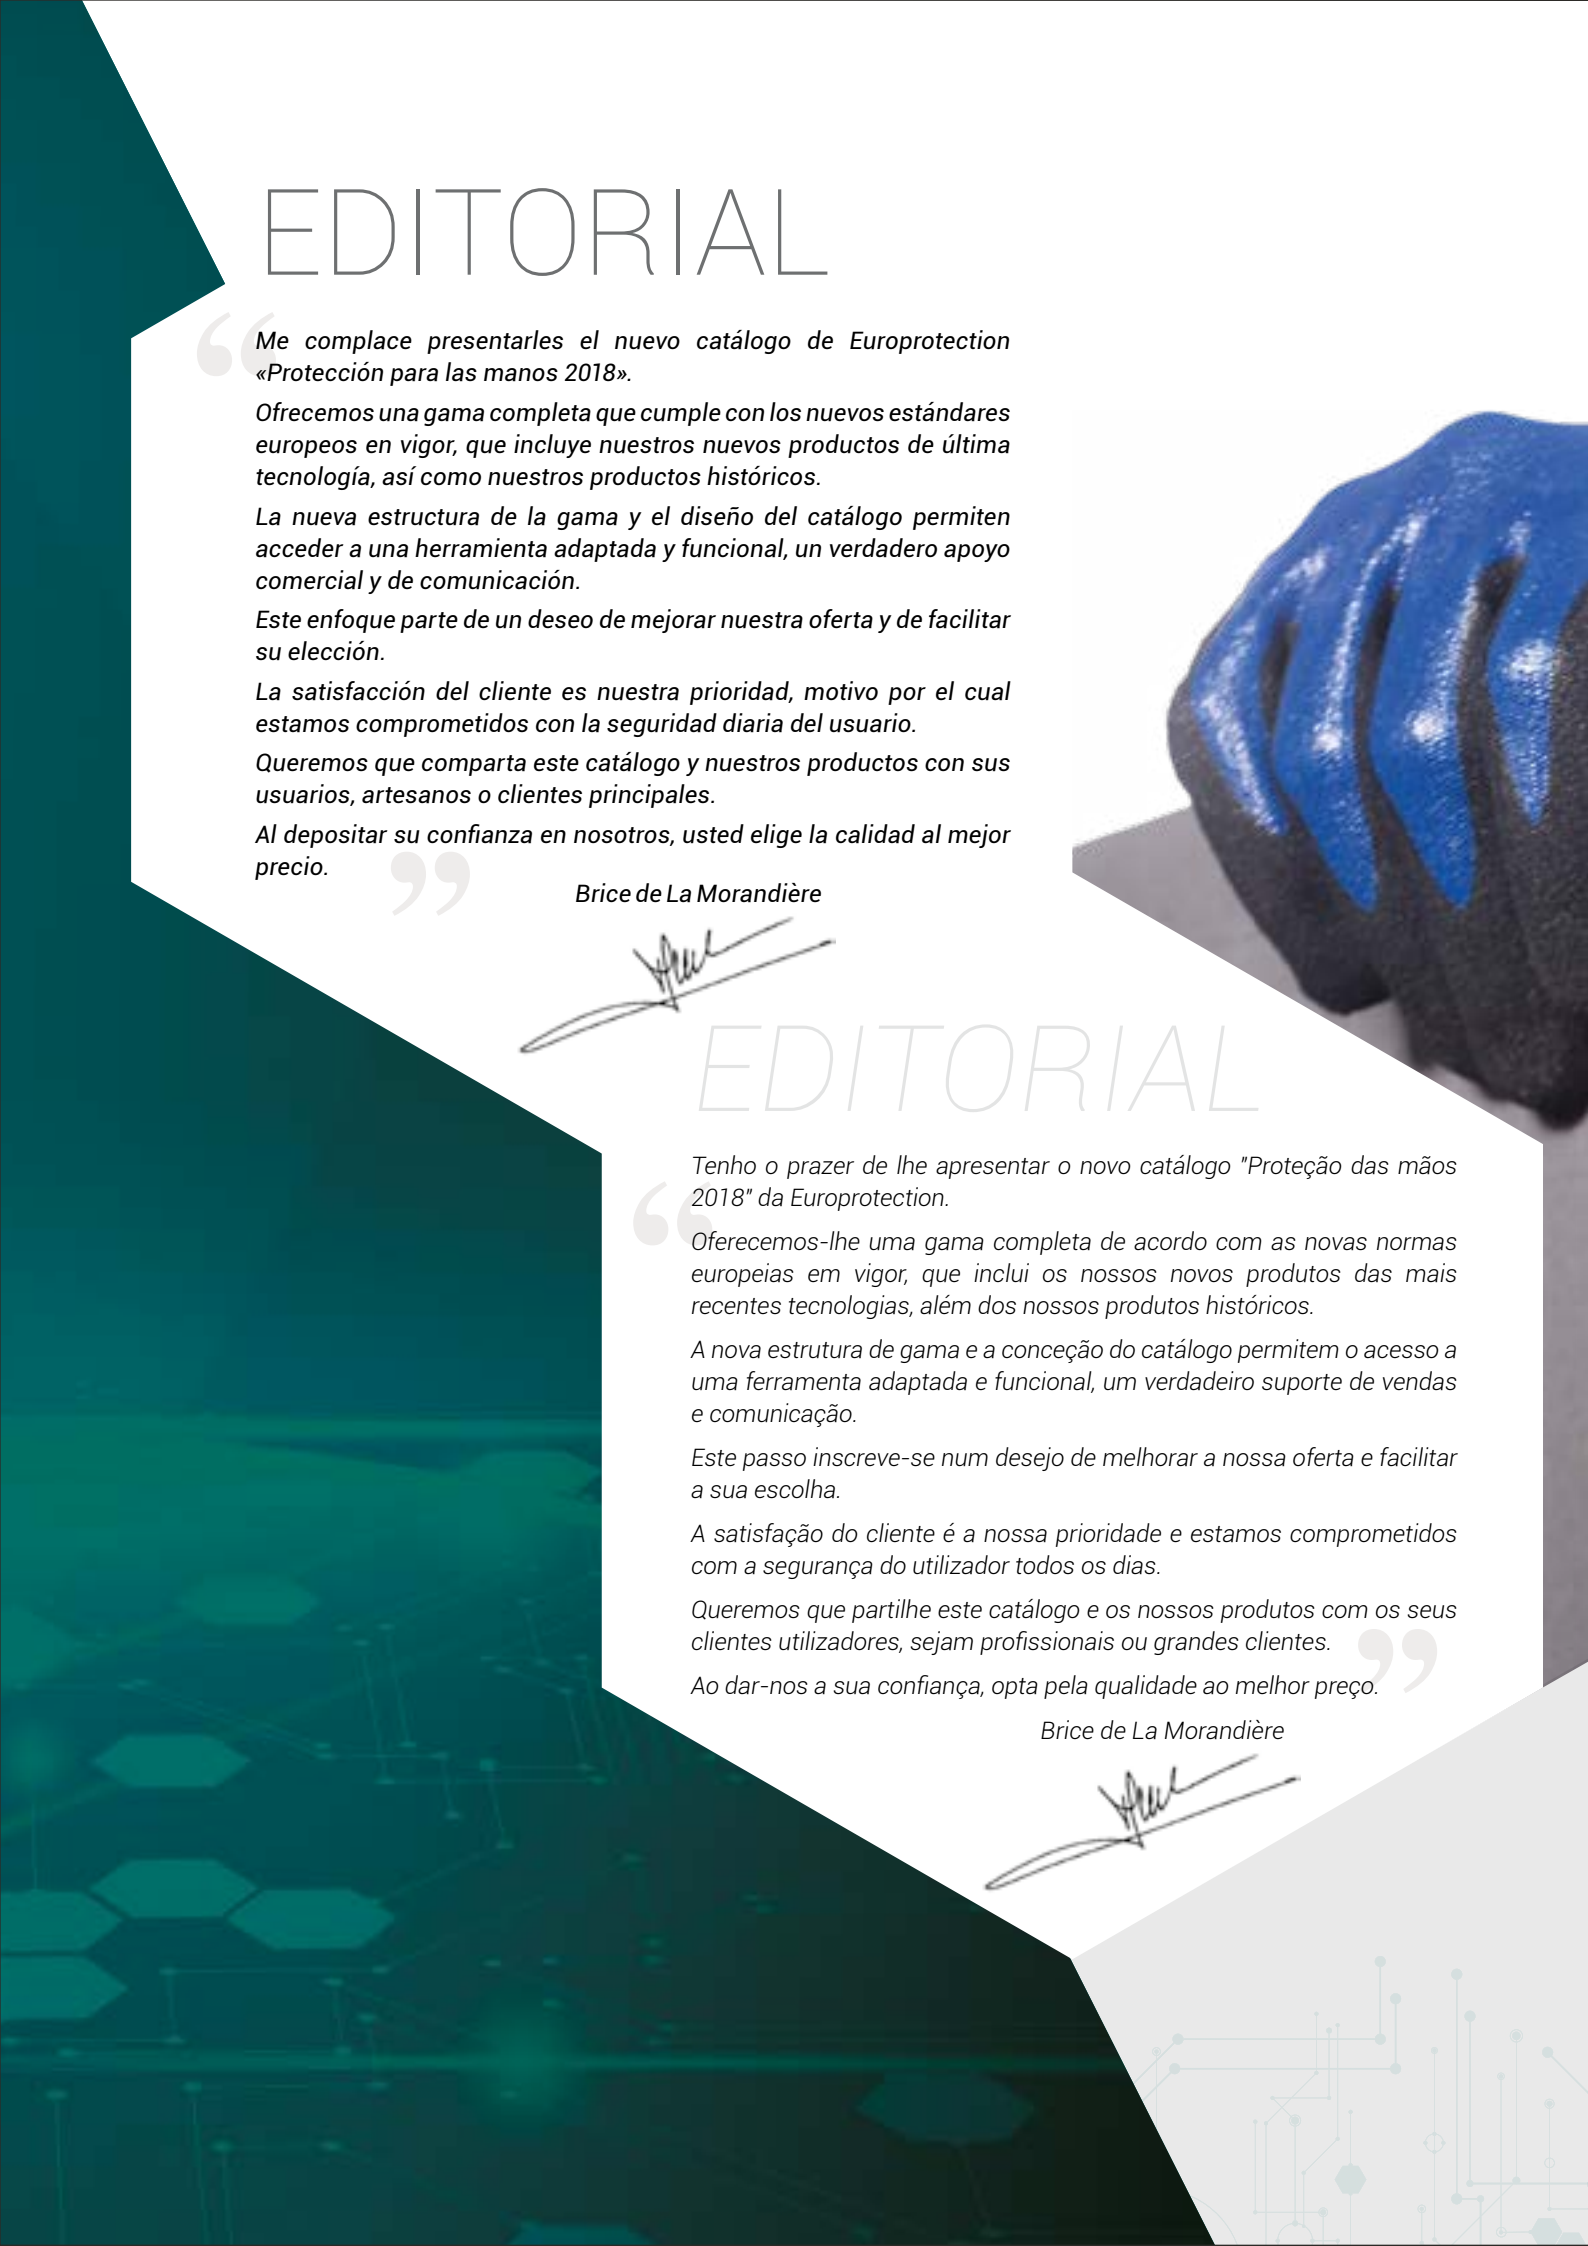 EDITORIAL
Me complace presentarles el nuevo catálogo de Europrotection
«Protección para las manos 2018».
Ofrecemos una gama completa que cumple con los nuevos estándares
europeos en vigor, que incluye nuestros nuevos productos de última
tecnología, así como nuestros productos históricos.
La nueva estructura de la gama y el diseño del catálogo permiten
acceder a una herramienta adaptada y funcional, un verdadero apoyo
comercial y de comunicación.
Este enfoque parte de un deseo de mejorar nuestra oferta y de facilitar
su elección.
La satisfacción del cliente es nuestra prioridad, motivo por el cual
estamos comprometidos con la seguridad diaria del usuario.
Queremos que comparta este catálogo y nuestros productos con sus
usuarios, artesanos o clientes principales.
Al depositar su confianza en nosotros, usted elige la calidad al mejor
precio.
Brice de La Morandière
EDITORIAL
Tenho o prazer de lhe apresentar o novo catálogo "Proteção das mãos
2018" da Europrotection.
Oferecemos-lhe uma gama completa de acordo com as novas normas
europeias em vigor, que inclui os nossos novos produtos das mais
recentes tecnologias, além dos nossos produtos históricos.
A nova estrutura de gama e a conceção do catálogo permitem o acesso a
uma ferramenta adaptada e funcional, um verdadeiro suporte de vendas
e comunicação.
Este passo inscreve-se num desejo de melhorar a nossa oferta e facilitar
a sua escolha.
A satisfação do cliente é a nossa prioridade e estamos comprometidos
com a segurança do utilizador todos os dias.
Queremos que partilhe este catálogo e os nossos produtos com os seus
clientes utilizadores, sejam profissionais ou grandes clientes.
Ao dar-nos a sua confiança, opta pela qualidade ao melhor preço.
Brice de La Morandière